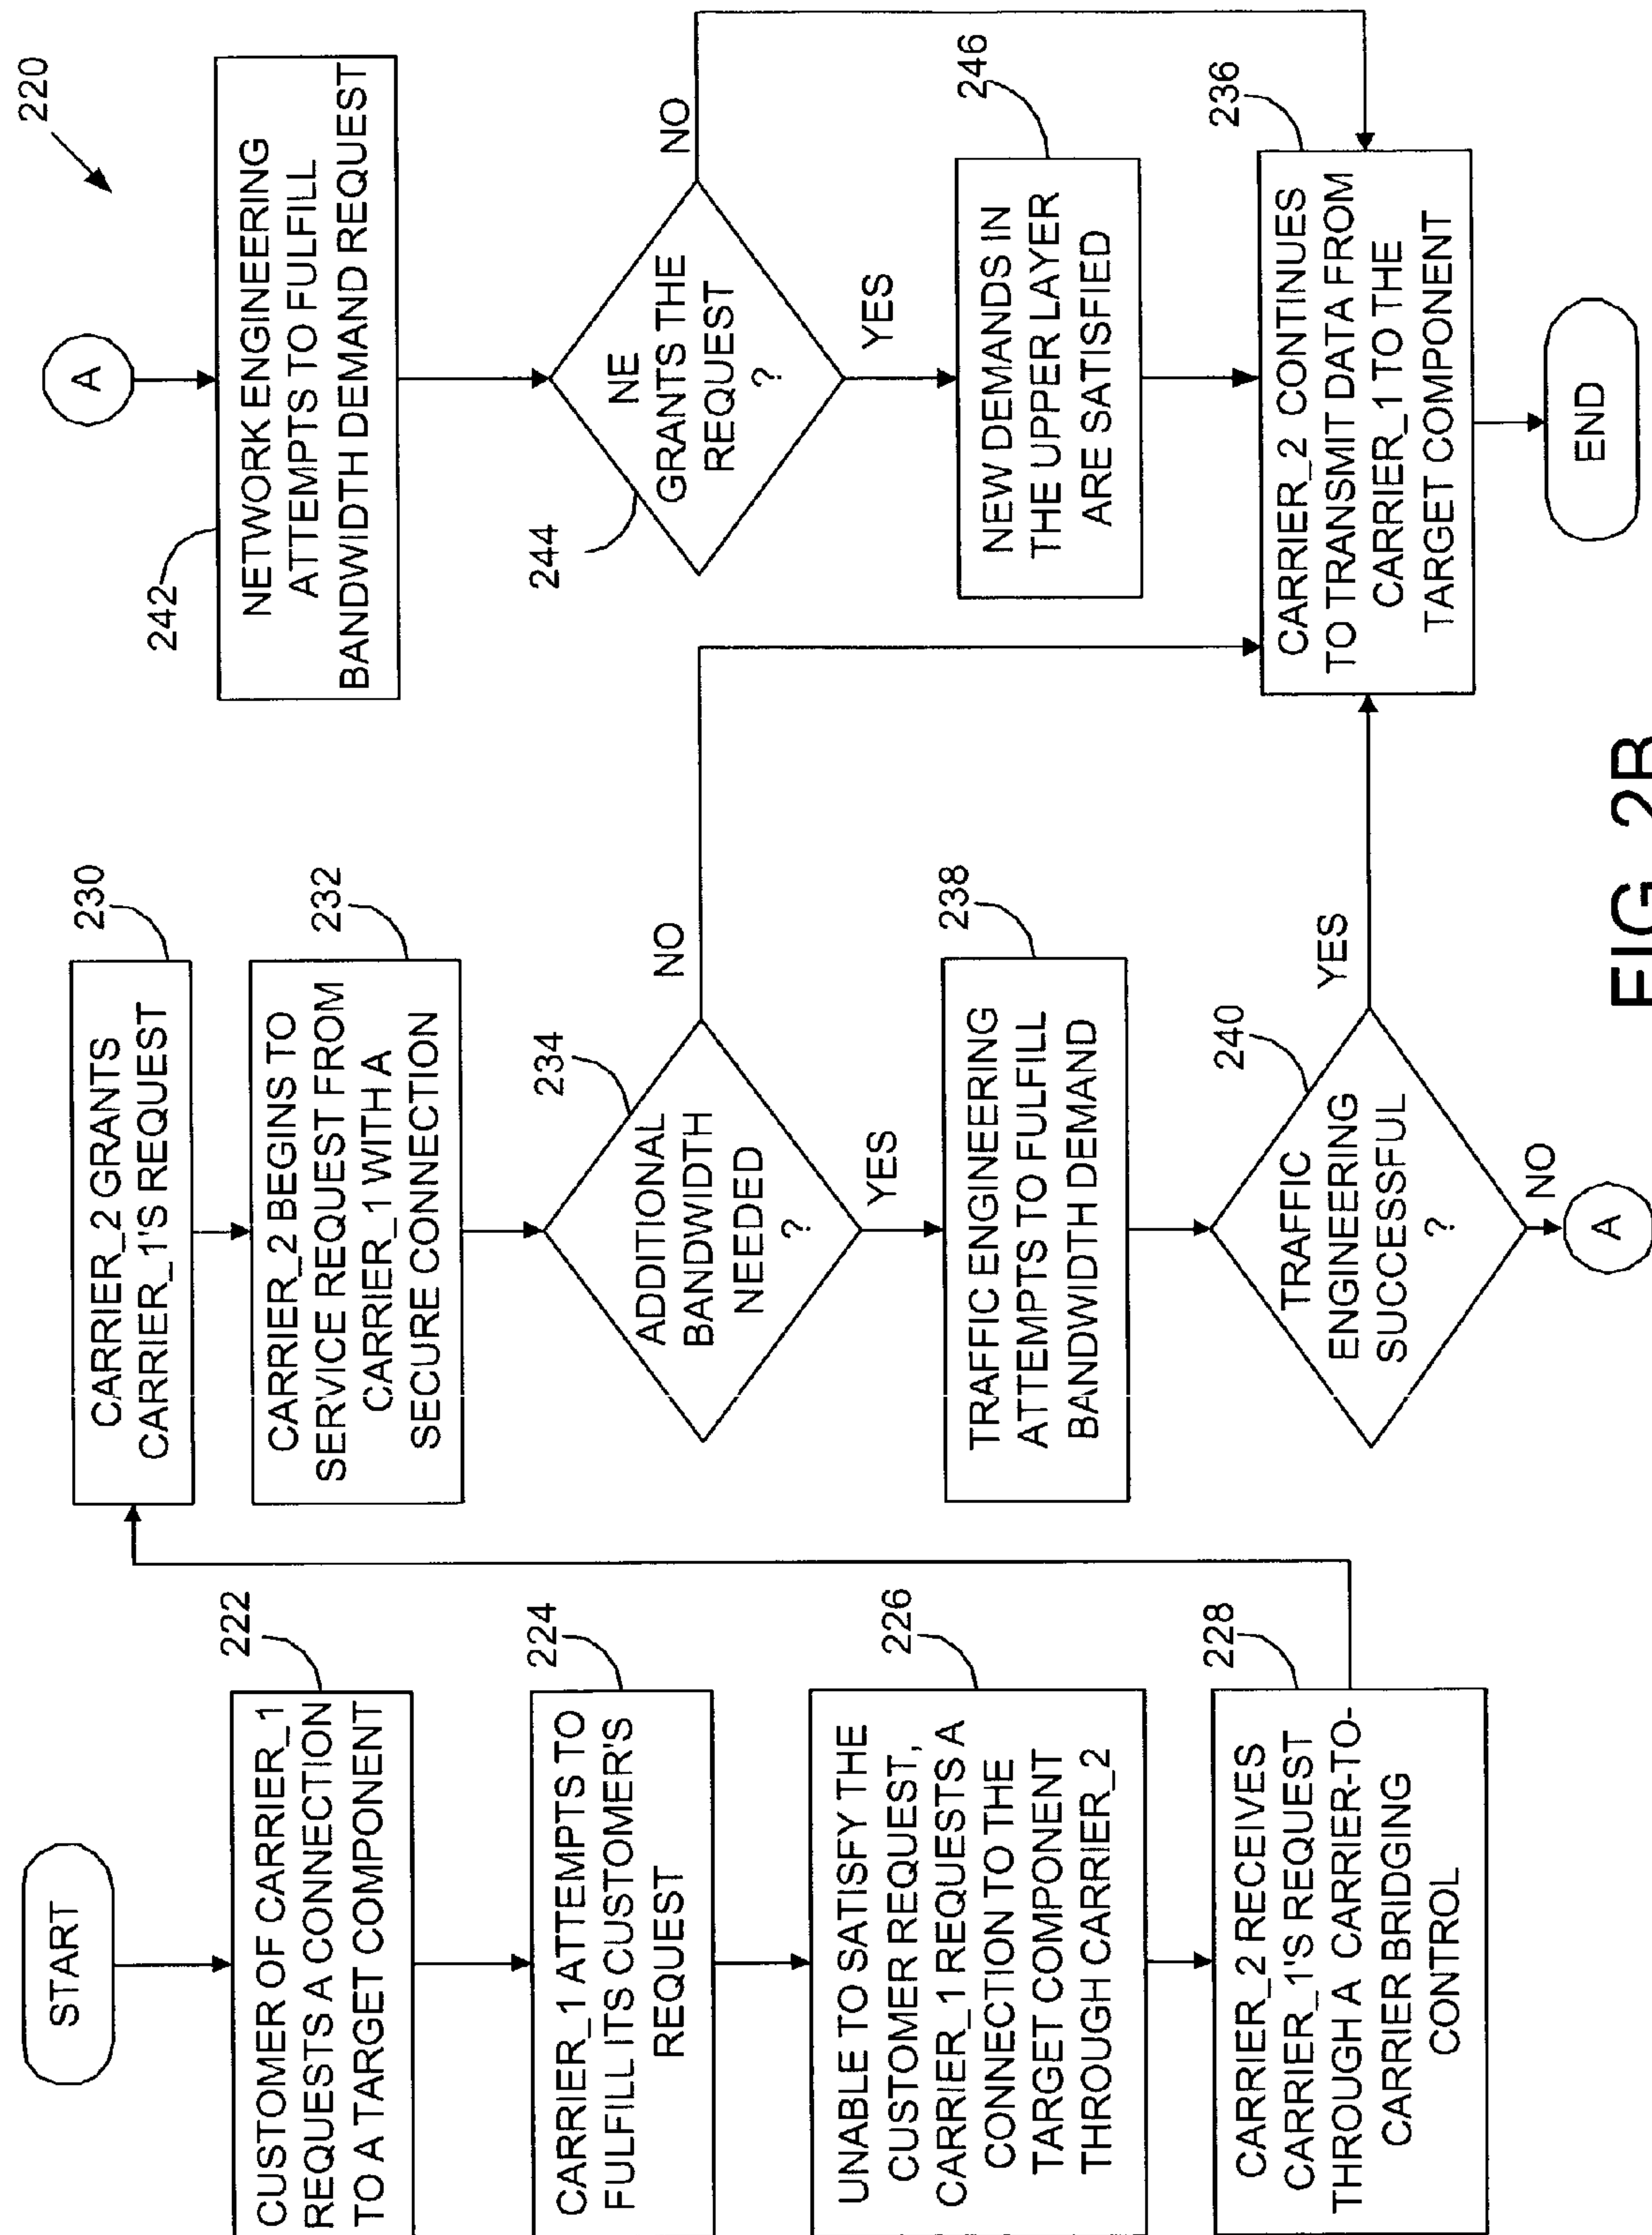 START
222
CUSTOMER OF CARRIER_1
REQUESTS A CONNECTION
TO A TARGET COMPONENT
224
CARRIER_1 ATTEMPTS TO
FULFILL ITS CUSTOMER'S
REQUEST
226
UNABLE TO SATISFY THE
CUSTOMER REQUEST,
CARRIER_1 REQUESTS A
CONNECTION TO THE
TARGET COMPONENT
THROUGH CARRIER_2
228
CARRIER_2 RECEIVES
CARRIER_1'S REQUEST
THROUGH A CARRIER-TO-
CARRIER BRIDGING
CONTROL
230
CARRIER_2 GRANTS
CARRIER_1'S REQUEST
232
CARRIER_2 BEGINS TO
SERVICE REQUEST FROM
CARRIER_1 WITH A
SECURE CONNECTION
234
ADDITIONAL
BANDWIDTH
NEEDED
?
NO
YES
238
TRAFFIC ENGINEERING
ATTEMPTS TO FULFILL
BANDWIDTH DEMAND
240
TRAFFIC
ENGINEERING
SUCCESSFUL
?
YES
NO
A
220
A
242
NETWORK ENGINEERING
ATTEMPTS TO FULFILL
BANDWIDTH DEMAND REQUEST
244
NE
GRANTS THE
REQUEST
?
NO
YES
246
NEW DEMANDS IN
THE UPPER LAYER
ARE SATISFIED
236
CARRIER_2 CONTINUES
TO TRANSMIT DATA FROM
CARRIER_1 TO THE
TARGET COMPONENT
END
FIG. 2B